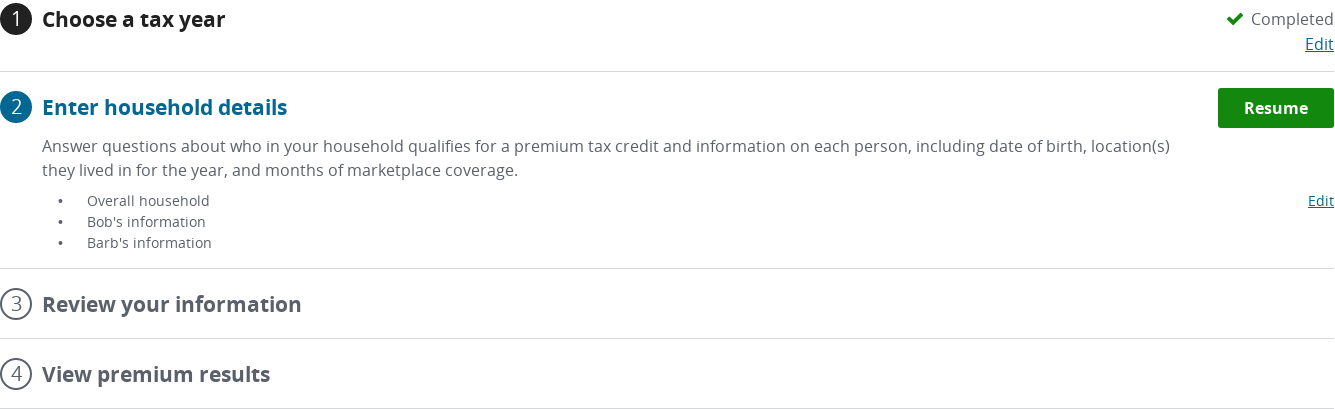 1 Choose a tax year
Completed
Edit
2 Enter household details
Resume
Answer questions about who in your household qualifies for a premium tax credit and information on each person, including date of birth, location(s)
they lived in for the year, and months of marketplace coverage.
• Overall household
Edit
• Bob's information
• Barb's information
3 Review your information
4 View premium results